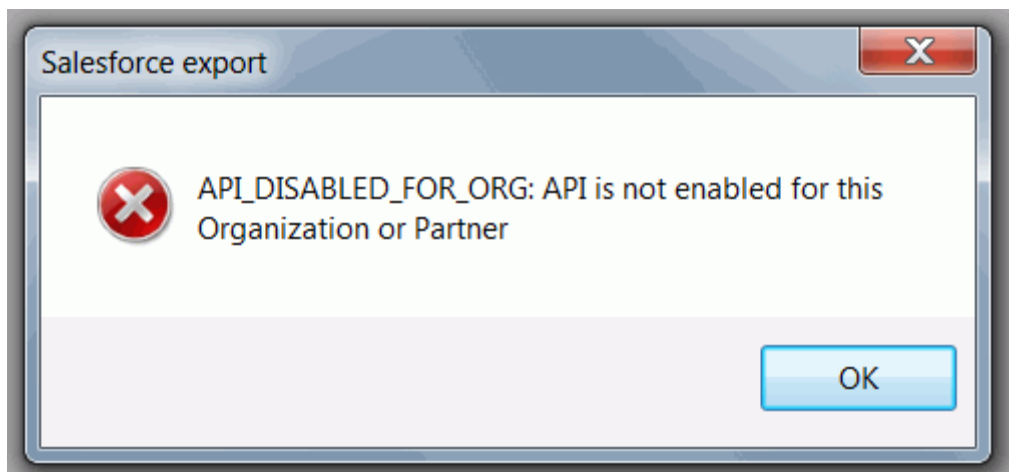 Salesforce export
API_DISABLED_FOR_ORG: API is not enabled for this
Organization or Partner
OK